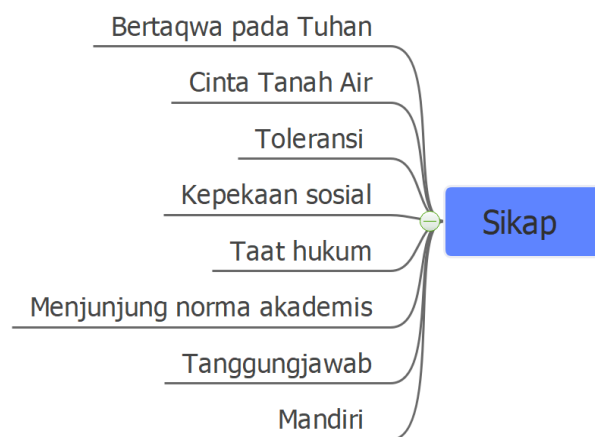 Bertaqwa pada Tuhan
Cinta Tanah Air
Toleransi
Kepekaan sosial
Sikap
Taat hukum
Menjunjung norma akademis
Tanggungjawab
Mandiri